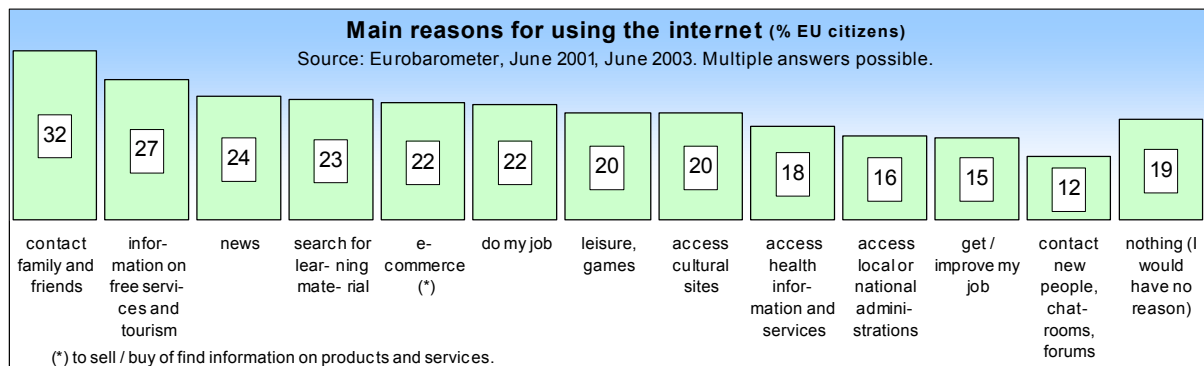 Main reasons for using the internet (% EU citizens)
Source: Eurobarometer, June 2001, June 2003. Multiple answers possible.
32
27
24
23
22
22
20
20
18
16
15
12
19
contact
family and
friends
infor-
mation on
free servi-
ces and
tourism
news
search for
lear- ning
mate- rial
e-
commerce
(*)
do my job
leisure,
games
access
cultural
sites
access
health
infor-
mation and
services
access
local or
national
admini-
strations
get /
improve my
job
contact
new
people,
chat-
rooms,
forums
nothing (I
would
have no
reason)
(*) to sell / buy of find information on products and services.